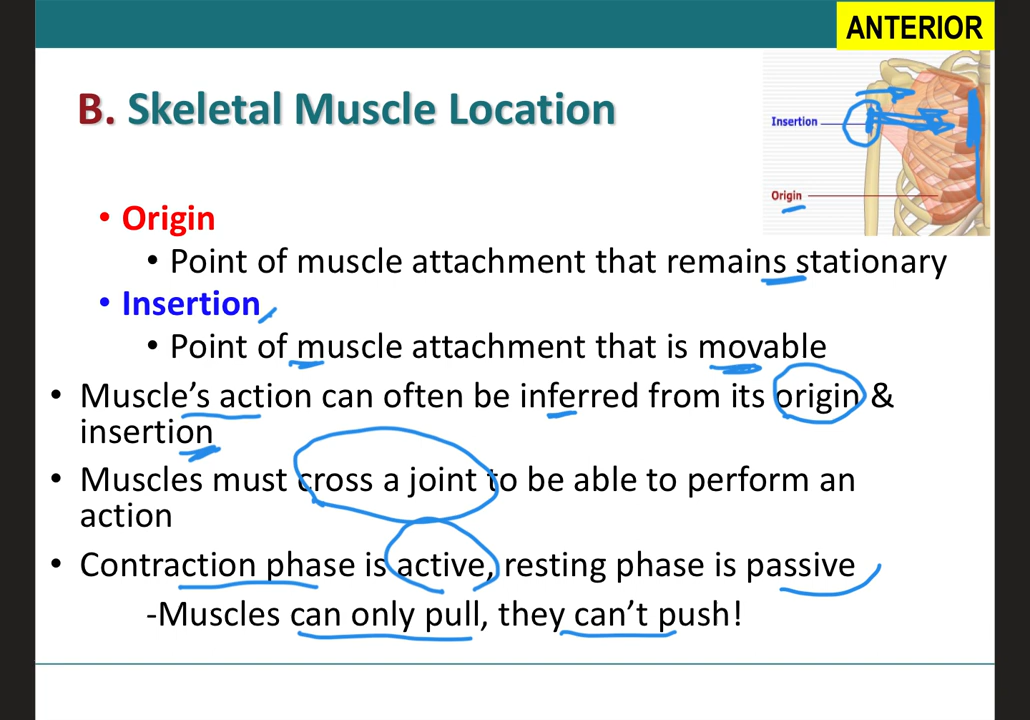 ANTERIOR
B. Skeletal Muscle Location
Insertion
Origin
• Origin
• Point of muscle attachment that remains stationary
• Insertion
• Point of muscle attachment that is movable
• Muscle's action can often be inferred from its origin &
insertion
• Muscles must cross a joint to be able to perform an
action
• Contraction phase is active, resting phase is passive
-Muscles can only pull, they can't push!